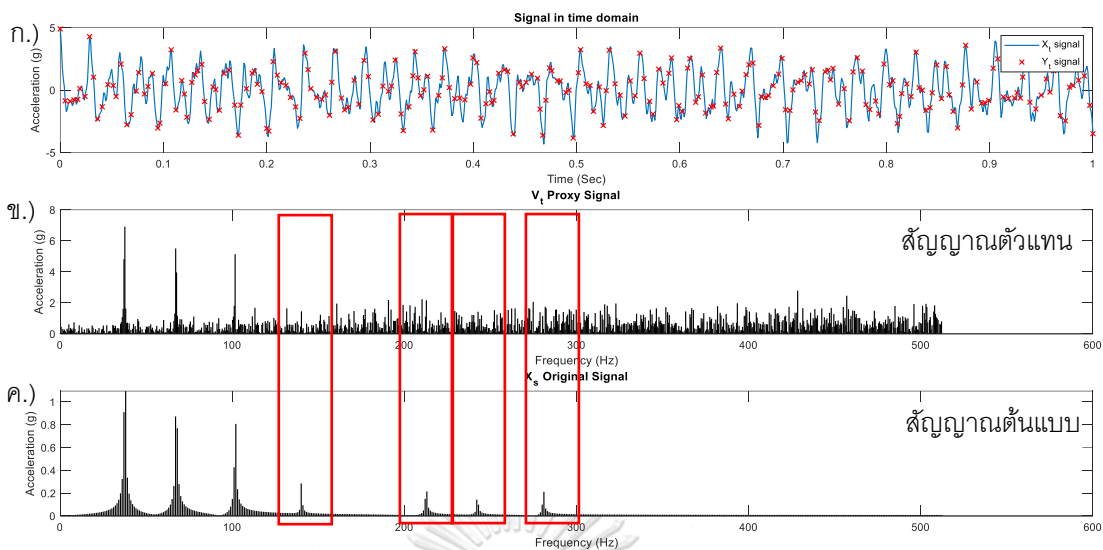 ก.)
Signal in time domain
Acceleration (g)
5
0
-5
X_t signal
Y_t signal
0 0.1 0.2 0.3 0.4 0.5 0.6 0.7 0.8 0.9 1
Time (Sec)
ข.)
V_t Proxy Signal
Acceleration (g)
8
6
4
2
0
สัญญาณตัวแทน
0 100 200 300 400 500 600
Frequency (Hz)
ค.)
X_s Original Signal
Acceleration (g)
1
0.8
0.6
0.4
0.2
0
สัญญาณต้นแบบ
0 100 200 300 400 500 600
Frequency (Hz)